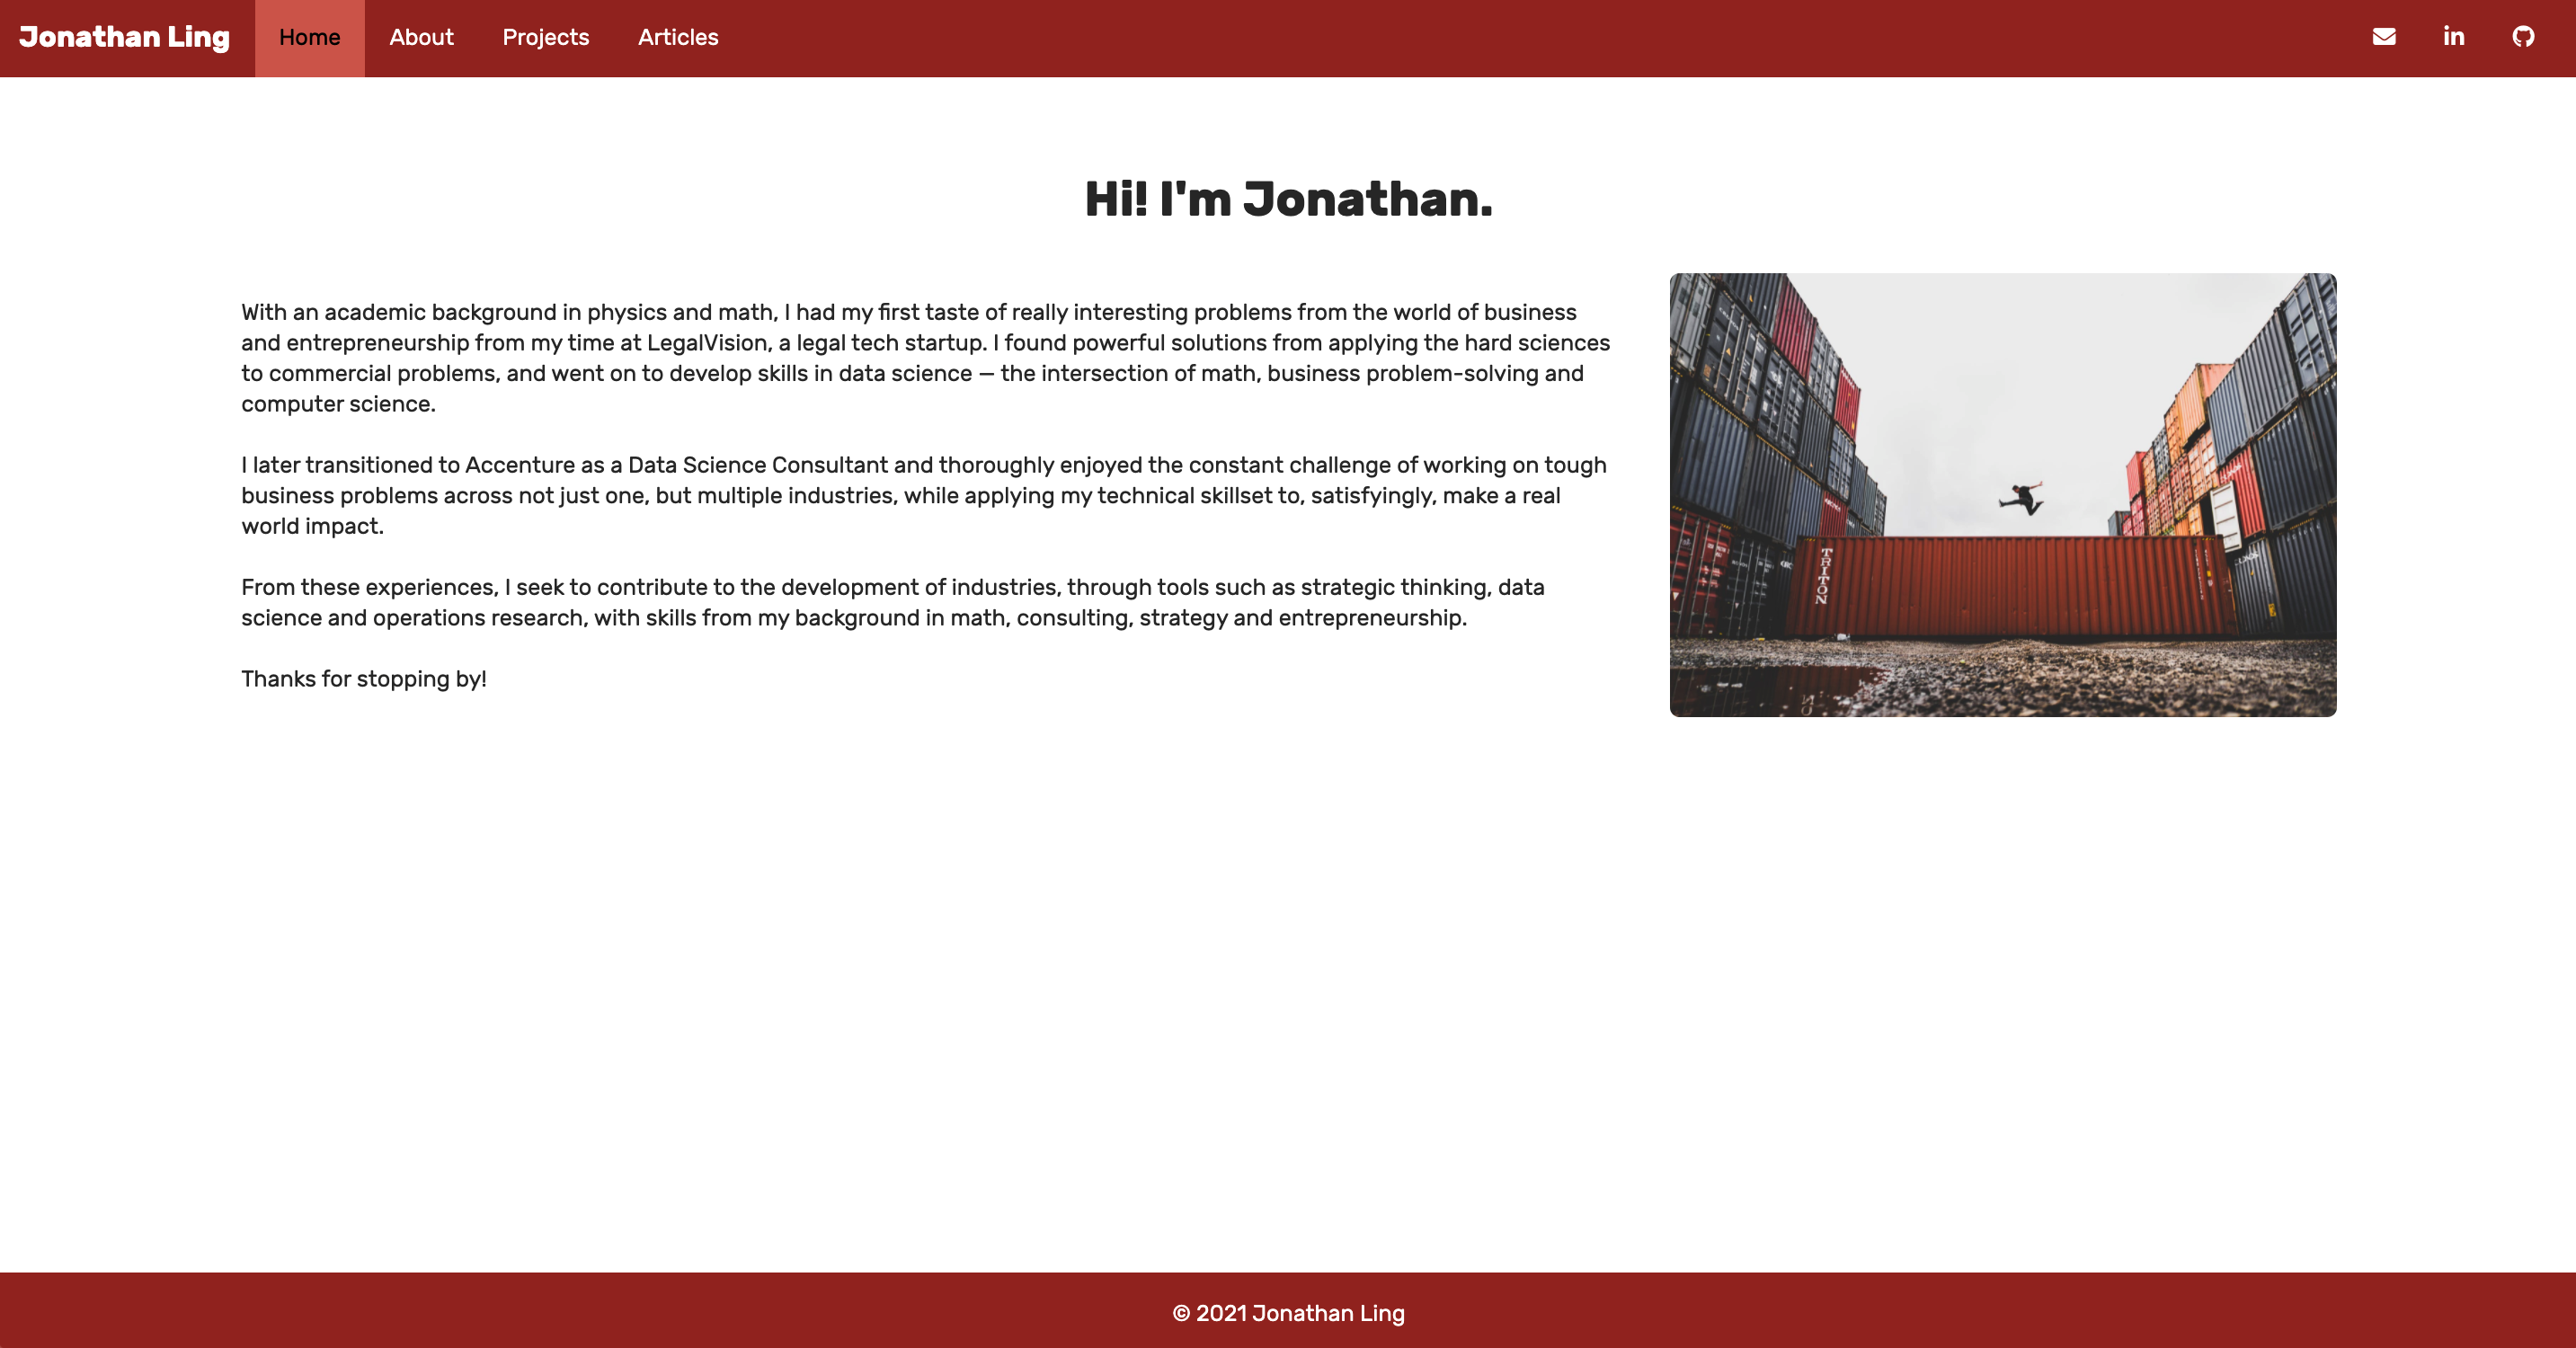 Jonathan Ling Home About Projects Articles
Hi! I'm Jonathan.
With an academic background in physics and math, I had my first taste of really interesting problems from the world of business
and entrepreneurship from my time at LegalVision, a legal tech startup. I found powerful solutions from applying the hard sciences
to commercial problems, and went on to develop skills in data science — the intersection of math, business problem-solving and
computer science.
I later transitioned to Accenture as a Data Science Consultant and thoroughly enjoyed the constant challenge of working on tough
business problems across not just one, but multiple industries, while applying my technical skillset to, satisfyingly, make a real
world impact.
From these experiences, I seek to contribute to the development of industries, through tools such as strategic thinking, data
science and operations research, with skills from my background in math, consulting, strategy and entrepreneurship.
Thanks for stopping by!
TRITON
© 2021 Jonathan Ling